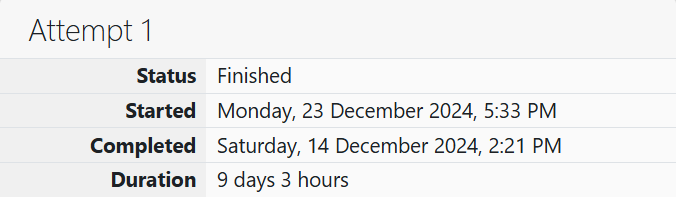 Attempt 1
Status Finished
Started Monday, 23 December 2024, 5:33 PM
Completed Saturday, 14 December 2024, 2:21 PM
Duration 9 days 3 hours